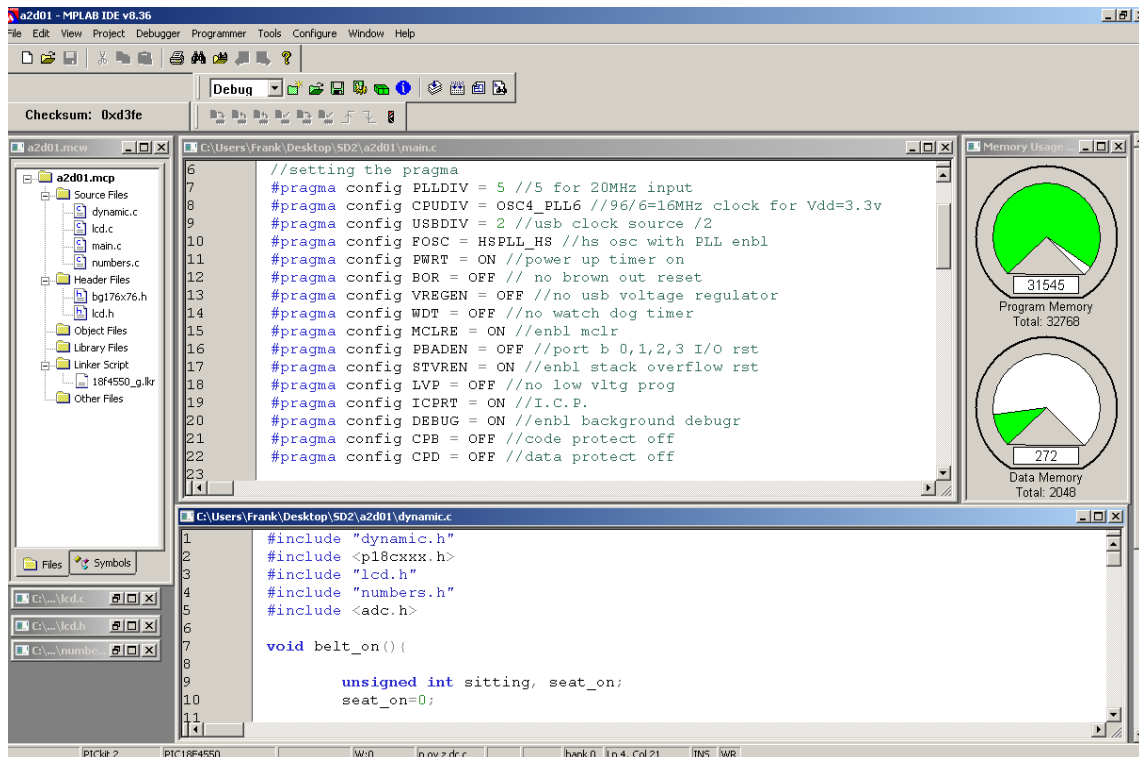 a2d01 - MPLAB IDE v8.36
File Edit View Project Debugger Programmer Tools Configure Window Help
Debug
Checksum: 0xd3fe
a2d01.mcw
a2d01.mcp
Source Files
dynamic.c
lcd.c
main.c
numbers.c
Header Files
bg176x76.h
lcd.h
Object Files
Library Files
Linker Script
18f4550_g.lkr
Other Files
Files Symbols
C:\...\lcd.c
C:\...\lcd.h
C:\...\numbe...
C:\Users\Frank\Desktop\SD2\a2d01\main.c
6 //setting the pragma
7 #pragma config PLLDIV = 5 //5 for 20MHz input
8 #pragma config CPUDIV = OSC4_PLL6 //96/6=16MHz clock for Vdd=3.3v
9 #pragma config USBDIV = 2 //usb clock source /2
10 #pragma config FOSC = HSPLL_HS //hs osc with PLL enbl
11 #pragma config PWRT = ON //power up timer on
12 #pragma config BOR = OFF // no brown out reset
13 #pragma config VREGEN = OFF //no usb voltage regulator
14 #pragma config WDT = OFF //no watch dog timer
15 #pragma config MCLRE = ON //enbl mclr
16 #pragma config PBADEN = OFF //port b 0,1,2,3 I/O rst
17 #pragma config STVREN = ON //enbl stack overflow rst
18 #pragma config LVP = OFF //no low vltg prog
19 #pragma config ICPRT = ON //I.C.P.
20 #pragma config DEBUG = ON //enbl background debugr
21 #pragma config CPB = OFF //code protect off
22 #pragma config CPD = OFF //data protect off
23
Memory Usage ...
31545
Program Memory
Total: 32768
272
Data Memory
Total: 2048
C:\Users\Frank\Desktop\SD2\a2d01\dynamic.c
1 #include "dynamic.h"
2 #include <p18cxxx.h>
3 #include "lcd.h"
4 #include "numbers.h"
5 #include <adc.h>
6
7 void belt_on(){
8
9 unsigned int sitting, seat_on;
10 seat_on=0;
11
PICkit 2 PIC18F4550 W:0 n ov z dc c bank 0 Ln 4, Col 21 INS WR